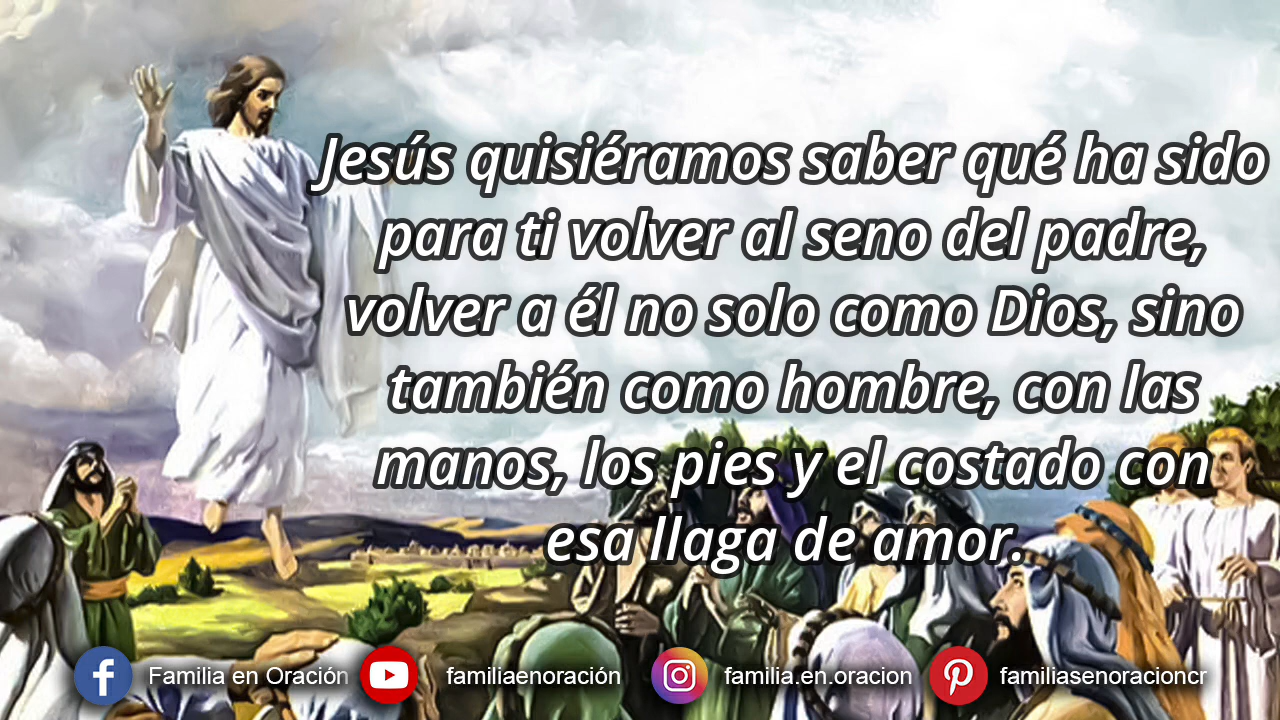 Jesús quisiéramos saber qué ha sido
para ti volver al seno del padre,
volver a él no solo como Dios, sino
también como hombre, con las
manos, los pies y el costado con
esa llaga de amor.
Familia en Oración
familiaenoración
familia.en.oracion
familiasenoracioncr